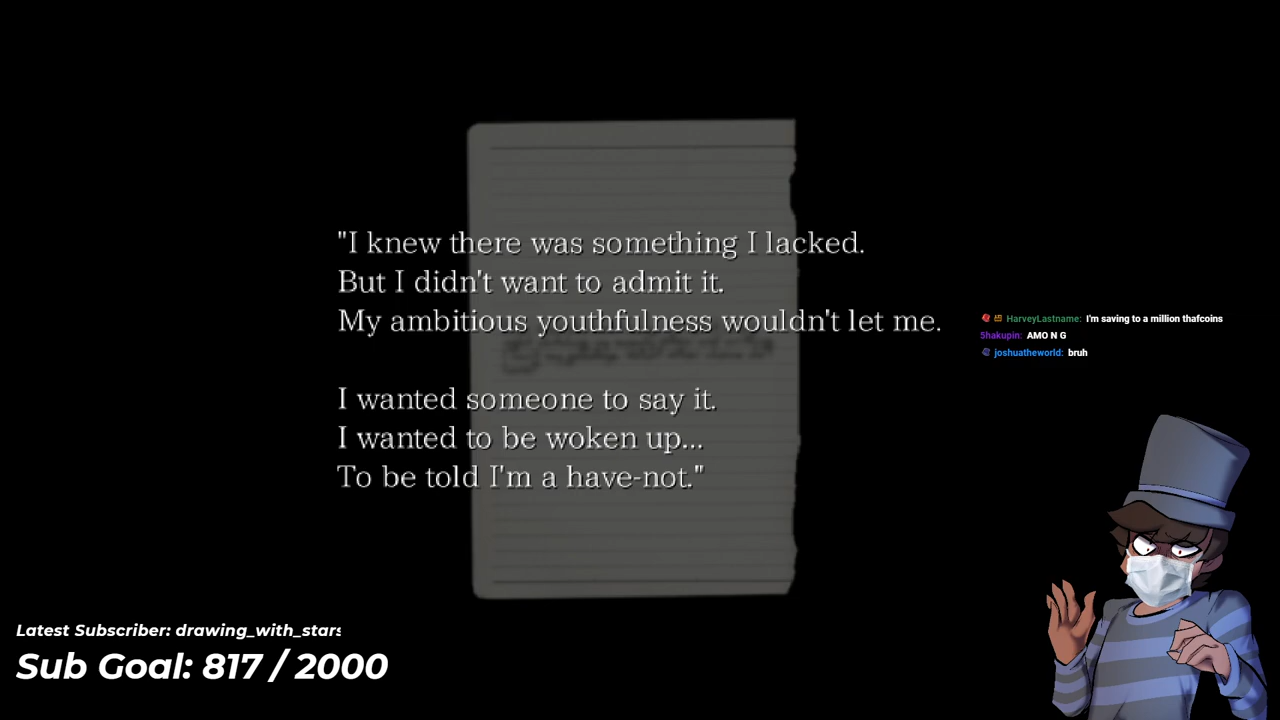 "I knew there was something I lacked.
But I didn't want to admit it.
My ambitious youthfulness wouldn't let me.
I wanted someone to say it.
I wanted to be woken up...
To be told I'm a have-not."
HarveyLastname: I'm saving to a million thafcoins
5hakupin: AMO N G
joshuatheworld: bruh
Latest Subscriber: drawing_with_stars
Sub Goal: 817 / 2000